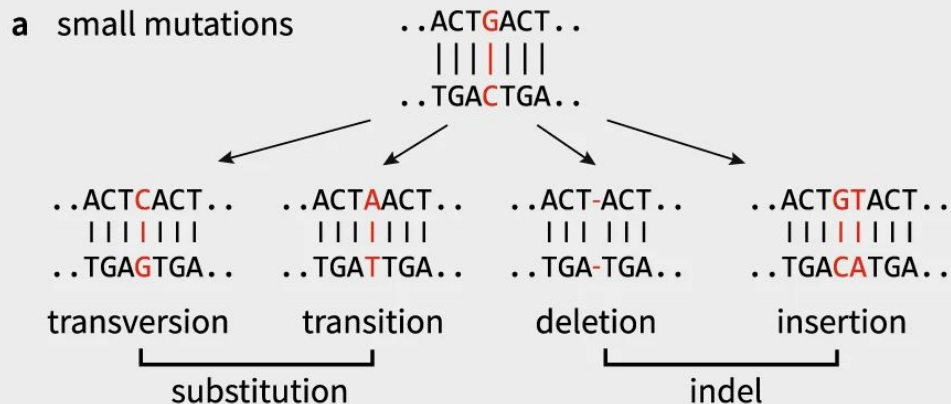 a small mutations
..ACTGACT..
..TGACTGA..
..ACTCACT.. ..ACTAACT.. ..ACT-ACT.. ..ACTGTACT..
..TGAGTGA.. ..TGATTGA.. ..TGA-TGA.. ..TGACATGA..
transversion transition deletion insertion
substitution indel